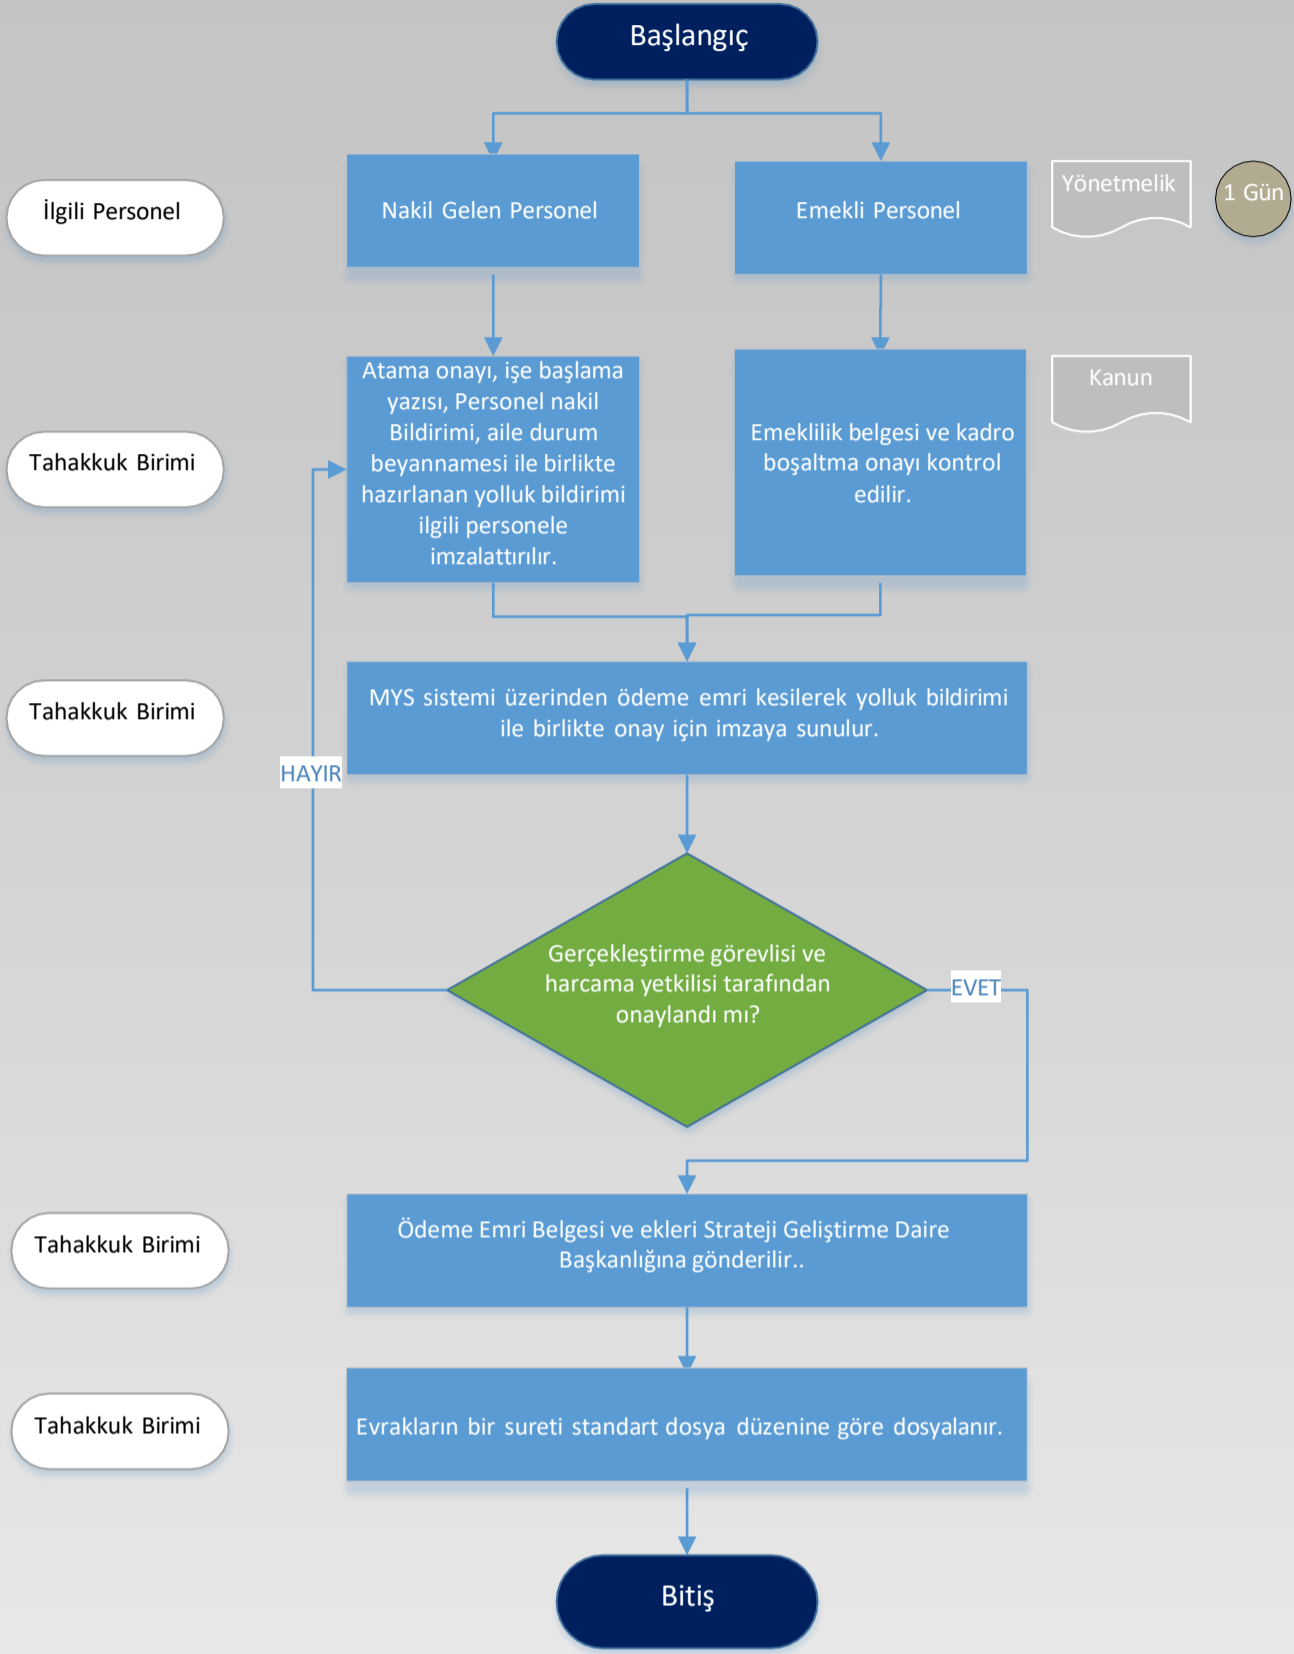 Başlangıç
İlgili Personel
Nakil Gelen Personel
Emekli Personel
Yönetmelik
1 Gün
Tahakkuk Birimi
Atama onayı, işe başlama
yazısı, Personel nakil
Bildirimi, aile durum
beyannamesi ile birlikte
hazırlanan yolluk bildirimi
ilgili personele
imzalattırılır.
Emeklilik belgesi ve kadro
boşaltma onayı kontrol
edilir.
Kanun
Tahakkuk Birimi
MYS sistemi üzerinden ödeme emri kesilerek yolluk bildirimi
ile birlikte onay için imzaya sunulur.
HAYIR
Gerçekleştirme görevlisi ve
harcama yetkilisi tarafından
onaylandı mı?
EVET
Tahakkuk Birimi
Ödeme Emri Belgesi ve ekleri Strateji Geliştirme Daire
Başkanlığına gönderilir..
Tahakkuk Birimi
Evrakların bir sureti standart dosya düzenine göre dosyalanır.
Bitiş